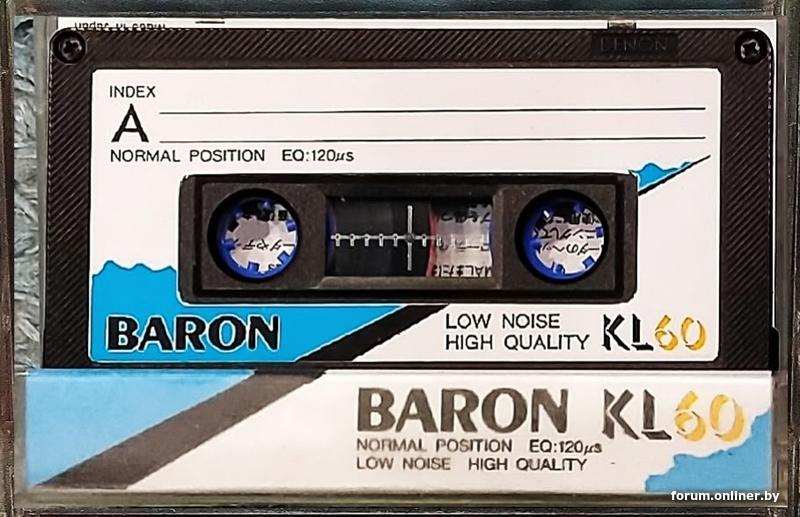 DENON
INDEX
A
NORMAL POSITION EQ:120μs
BARON
LOW NOISE
HIGH QUALITY KL60
BARON KL60
NORMAL POSITION EQ:120μs
LOW NOISE HIGH QUALITY
forum.onliner.by